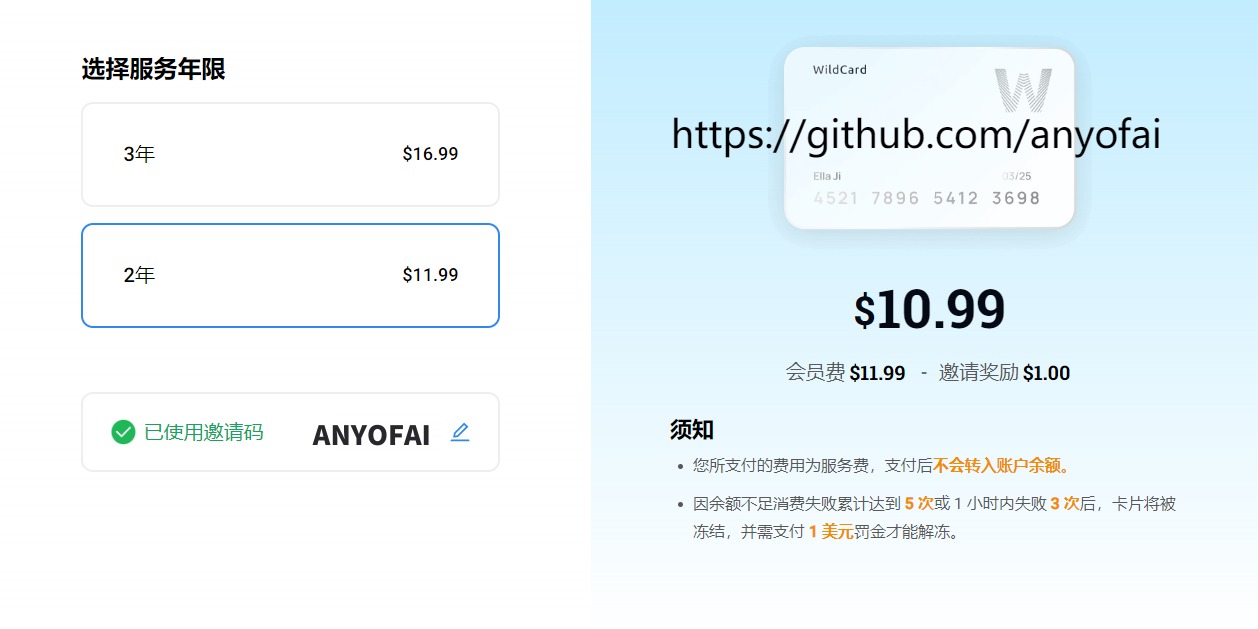 选择服务年限
3年 $16.99
2年 $11.99
已使用邀请码 ANYOFAI
WildCard
https://github.com/anyofai
Ella Ji 03/25
4521 7896 5412 3698
$10.99
会员费 $11.99 - 邀请奖励 $1.00
须知
您所支付的费用为服务费，支付后不会转入账户余额。
因余额不足消费失败累计达到 5 次或 1 小时内失败 3 次后，卡片将被
冻结，并需支付 1 美元罚金才能解冻。